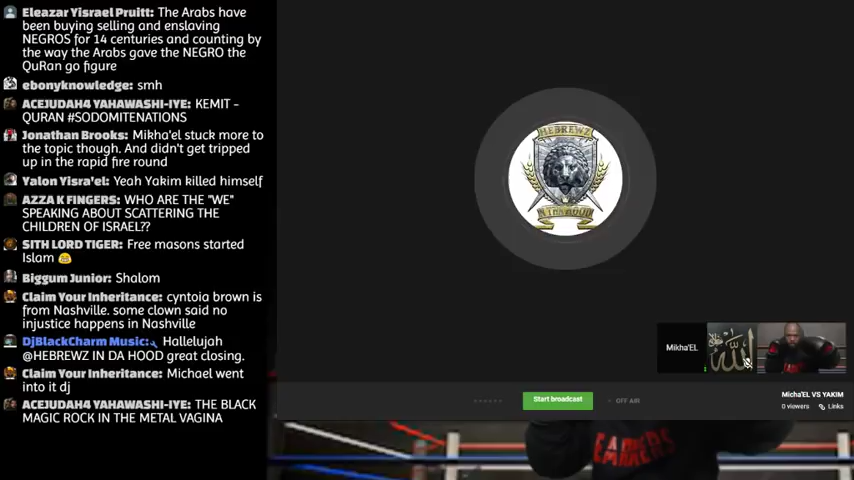 Eleazar Yisrael Pruitt: The Arabs have
been buying selling and enslaving
NEGROS for 14 centuries and counting by
the way the Arabs gave the NEGRO the
QuRan go figure
ebonyknowledge: smh
ACEJUDAH4 YAHAWASHI-IYE: KEMIT -
QURAN #SODOMITENATIONS
Jonathan Brooks: Mikha'el stuck more to
the topic though. And didn't get tripped
up in the rapid fire round
Yalon Yisra'el: Yeah Yakim killed himself
AZZA K FINGERS: WHO ARE THE "WE"
SPEAKING ABOUT SCATTERING THE
CHILDREN OF ISRAEL??
SITH LORD TIGER: Free masons started
Islam 😂
Biggum Junior: Shalom
Claim Your Inheritance: cyntoia brown is
from Nashville. some clown said no
injustice happens in Nashville
DjBlackCharm Music: Hallelujah
@HEBREWZ IN DA HOOD great closing.
Claim Your Inheritance: Michael went
into it dj
ACEJUDAH4 YAHAWASHI-IYE: THE BLACK
MAGIC ROCK IN THE METAL VAGINA
HEBREWZ
Mikha'EL
الله
Start broadcast
OFF AIR
Micha'EL VS YAKIM
0 viewers
Links